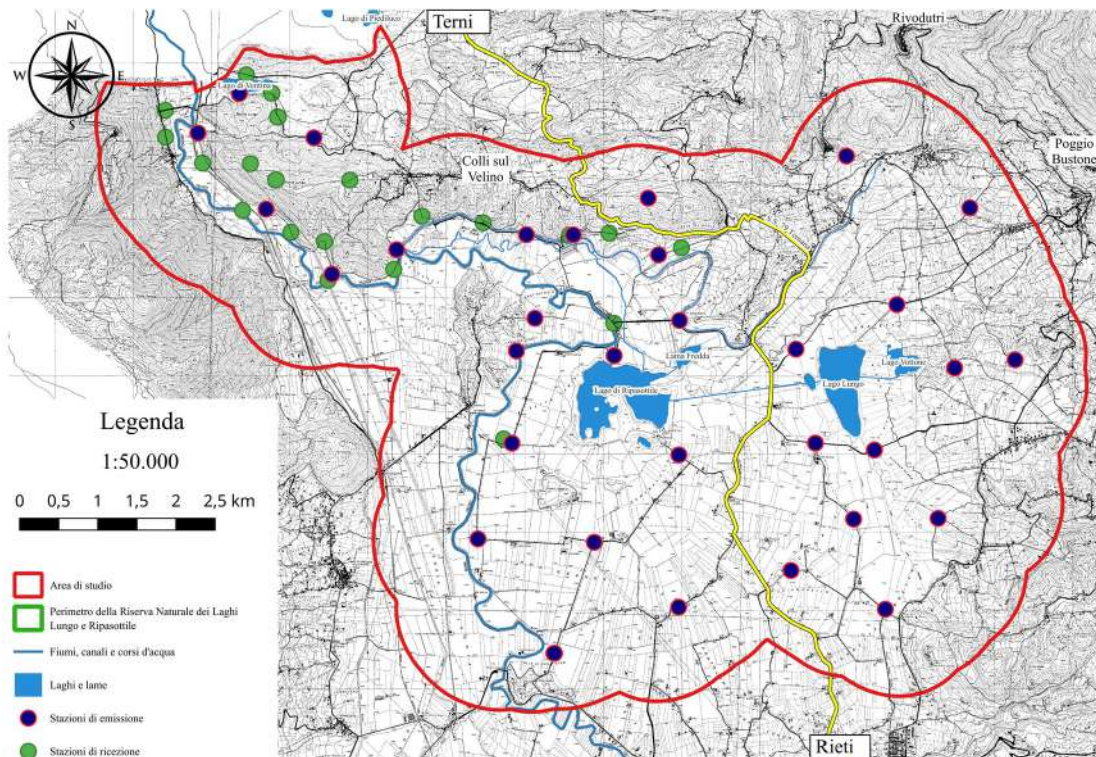 Lago di Piediluco
Terni
Rivodutri
N
W
E
S
Lago di Ventina
Poggio
Bustone
Colli sul
Velino
Lama Fredda
Lago Votione
Lago di Ripasottile
Lago Lungo
Legenda
1:50.000
0 0,5 1 2 2,5 km
Area di studio
Perimetro della Riserva Naturale dei Laghi
Lungo e Ripasottile
Fiumi, canali e corsi d'acqua
Laghi e lame
Stazioni di emissione
Stazioni di ricezione
Rieti